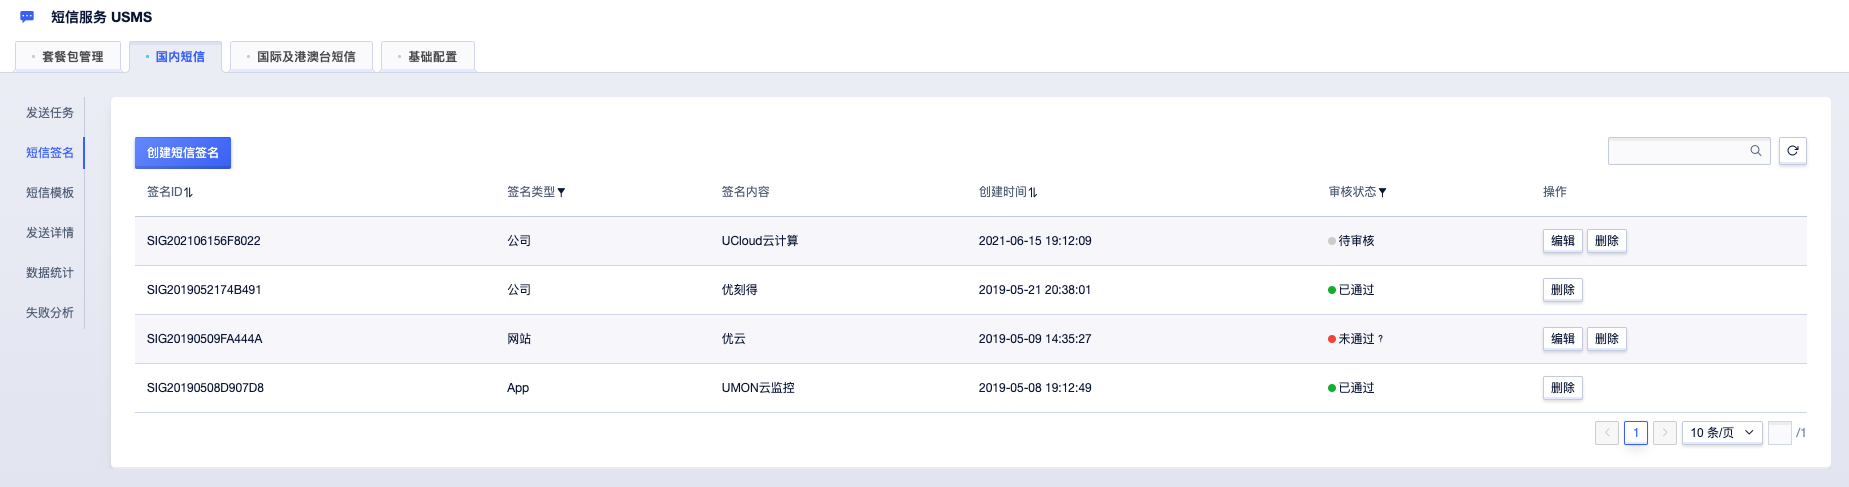 短信服务 USMS
套餐包管理 国内短信 国际及港澳台短信 基础配置
发送任务
短信签名
短信模板
发送详情
数据统计
失败分析
创建短信签名
签名ID 签名类型 签名内容 创建时间 审核状态 操作
SIG202106156F8022 公司 UCloud云计算 2021-06-15 19:12:09 待审核 编辑 删除
SIG2019052174B491 公司 优刻得 2019-05-21 20:38:01 已通过 删除
SIG20190509FA444A 网站 优云 2019-05-09 14:35:27 未通过 ? 编辑 删除
SIG20190508D907D8 App UMON云监控 2019-05-08 19:12:49 已通过 删除
1 10 条/页 /1